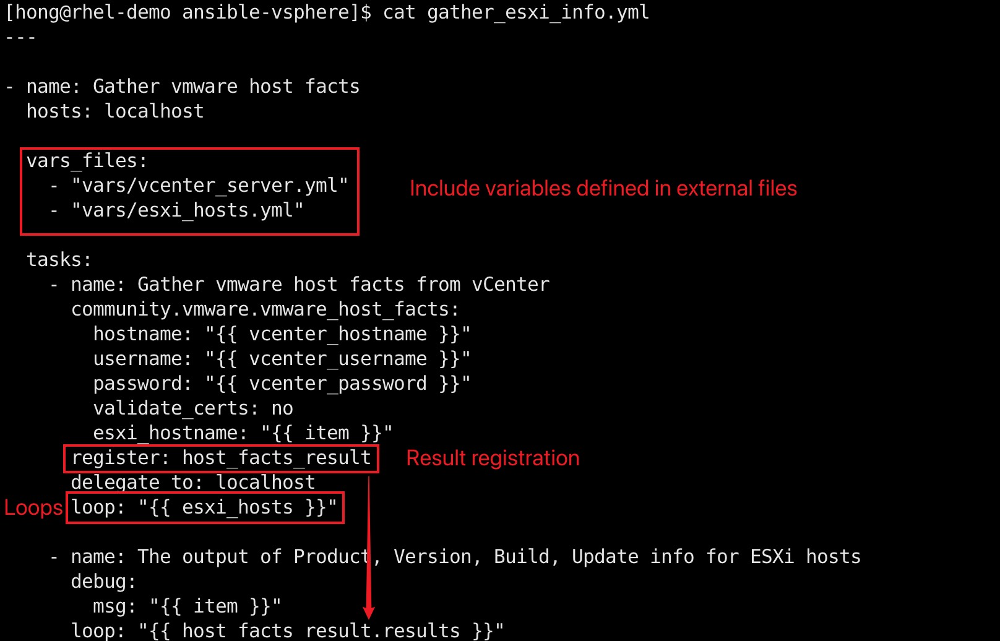 [hong@rhel-demo ansible-vsphere]$ cat gather_esxi_info.yml
---
- name: Gather vmware host facts
  hosts: localhost
  vars_files:
    - "vars/vcenter_server.yml"
Include variables defined in external files
    - "vars/esxi_hosts.yml"
  tasks:
    - name: Gather vmware host facts from vCenter
      community.vmware.vmware_host_facts:
        hostname: "{{ vcenter_hostname }}"
        username: "{{ vcenter_username }}"
        password: "{{ vcenter_password }}"
        validate_certs: no
        esxi_hostname: "{{ item }}"
      register: host_facts_result
Result registration
      delegate_to: localhost
Loops
      loop: "{{ esxi_hosts }}"
    - name: The output of Product, Version, Build, Update info for ESXi hosts
      debug:
        msg: "{{ item }}"
      loop: "{{ host_facts_result.results }}"